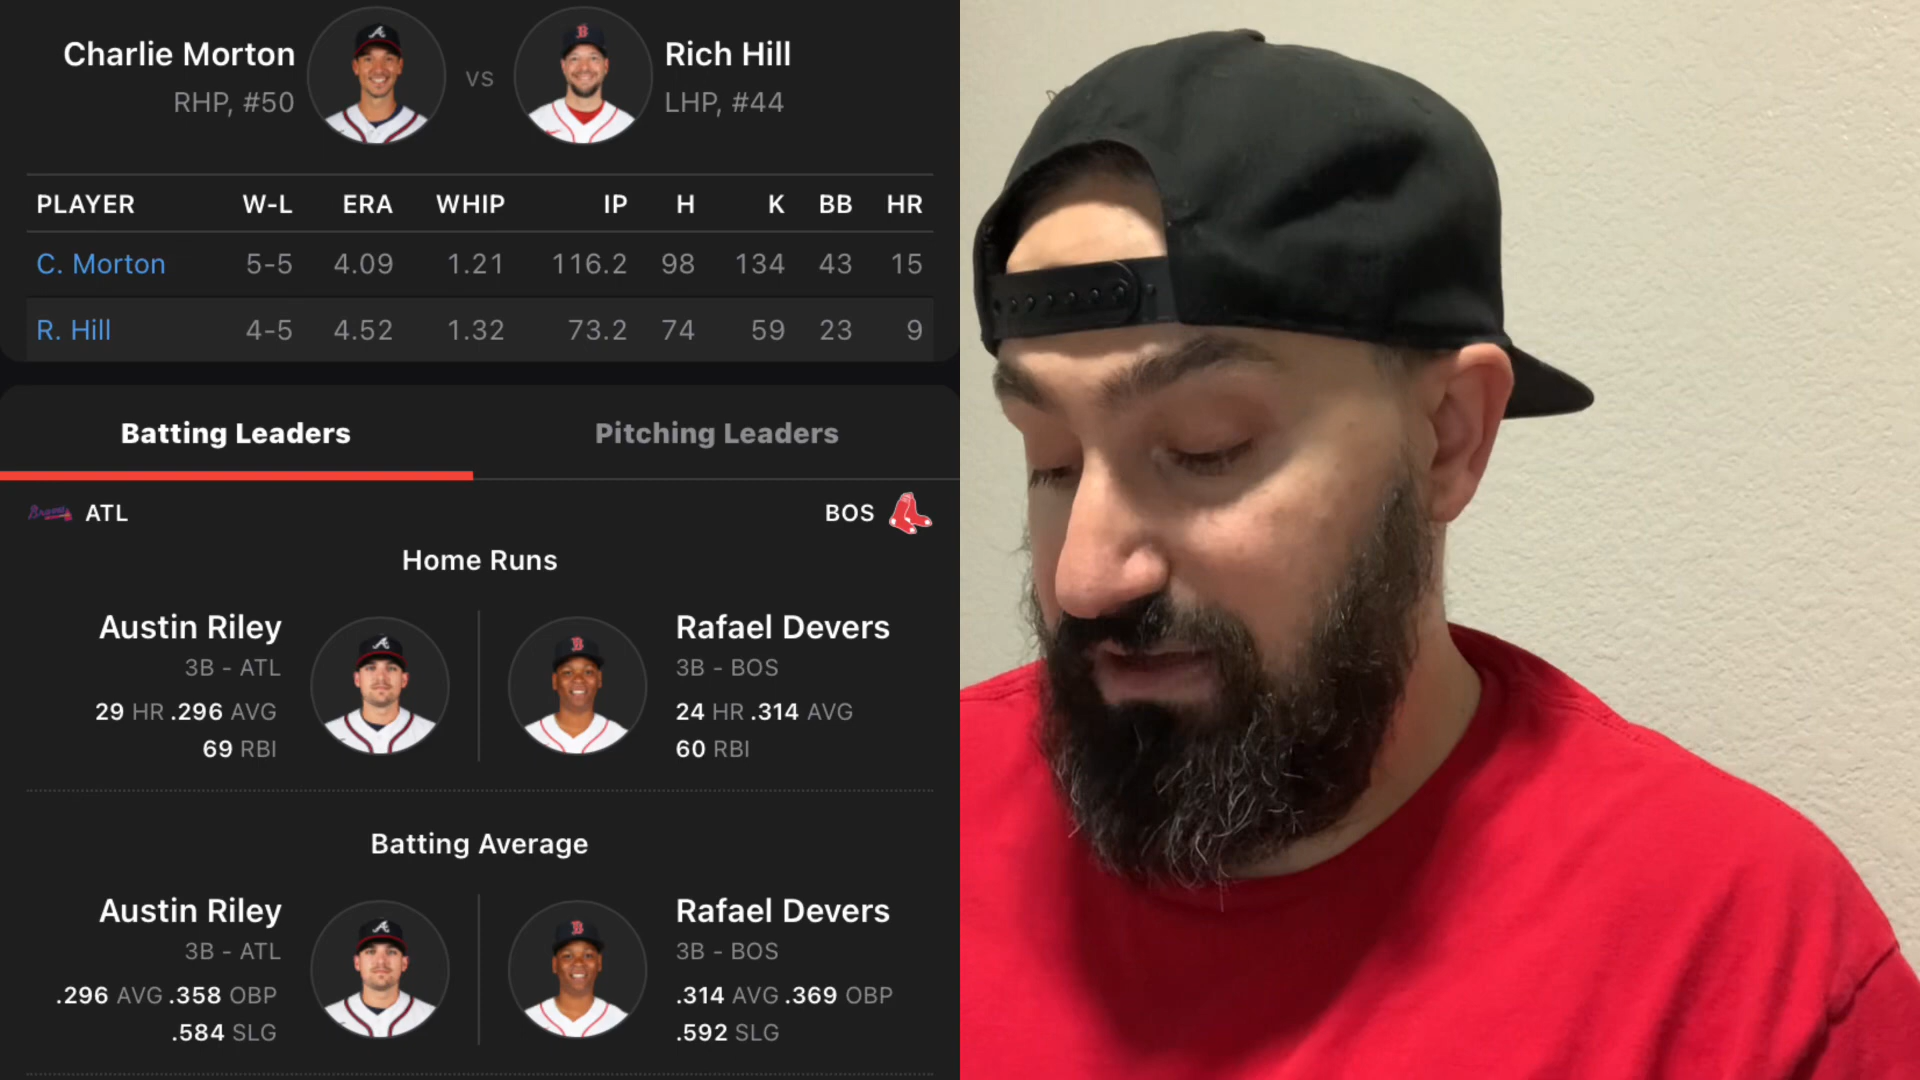 Charlie Morton
RHP, #50
VS
Rich Hill
LHP, #44
PLAYER W-L ERA WHIP IP H K BB HR
C. Morton 5-5 4.09 1.21 116.2 98 134 43 15
R. Hill 4-5 4.52 1.32 73.2 74 59 23 9
Batting Leaders Pitching Leaders
Braves ATL BOS
Home Runs
Austin Riley
3B - ATL
29 HR .296 AVG
69 RBI
Rafael Devers
3B - BOS
24 HR .314 AVG
60 RBI
Batting Average
Austin Riley
3B - ATL
.296 AVG .358 OBP
.584 SLG
Rafael Devers
3B - BOS
.314 AVG .369 OBP
.592 SLG